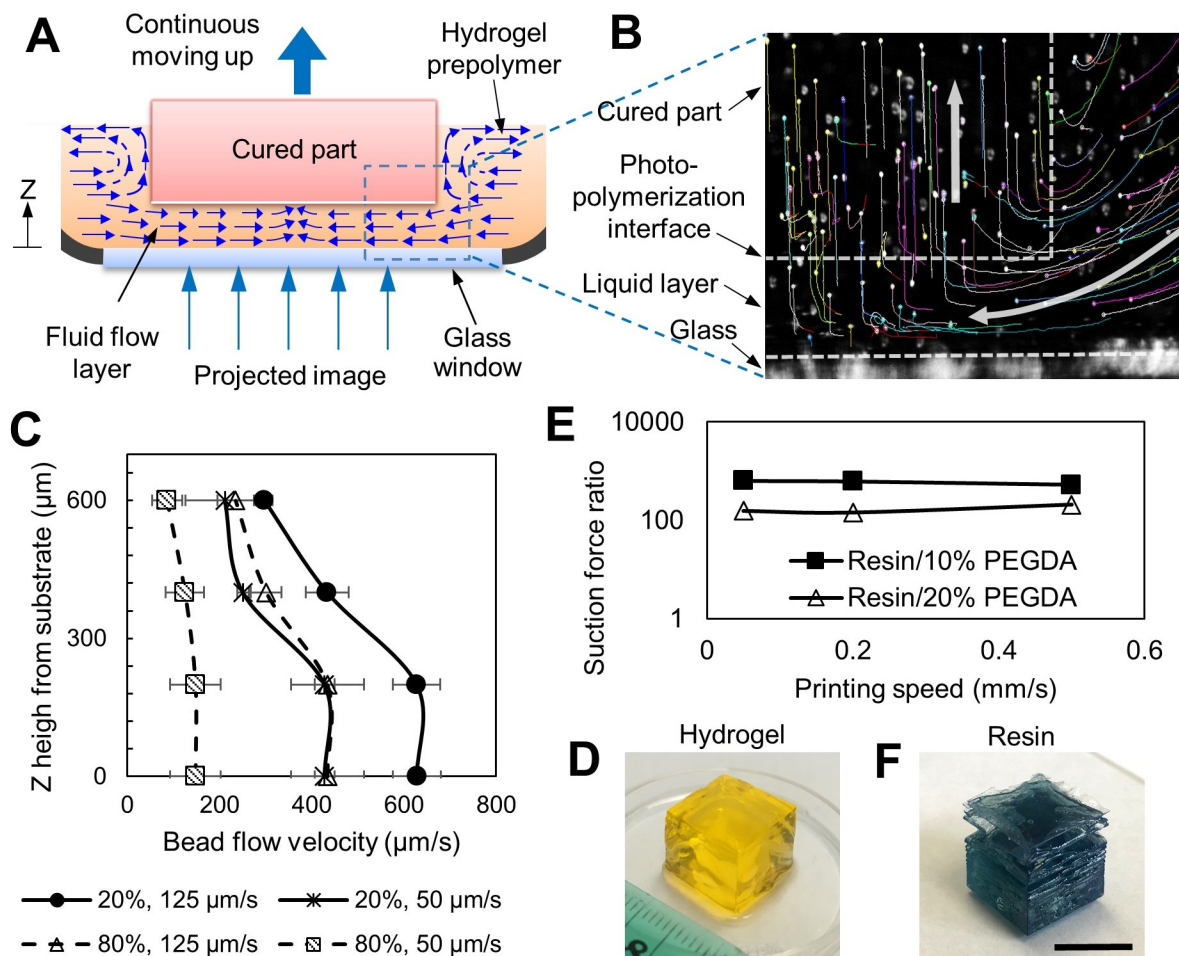 A
Continuous
moving up
Hydrogel
prepolymer
Cured part
Z
Fluid flow
layer
Projected image
Glass
window
B
Cured part
Photo-
polymerization
interface
Liquid layer
Glass
C
Z heigh from substrate (μm)
600
300
0
0
200
400
600
800
Bead flow velocity (μm/s)
20%, 125 μm/s
20%, 50 μm/s
80%, 125 μm/s
80%, 50 μm/s
E
Suction force ratio
10000
100
1
Resin/10% PEGDA
Resin/20% PEGDA
0
0.2
0.4
0.6
Printing speed (mm/s)
D
Hydrogel
8
F
Resin